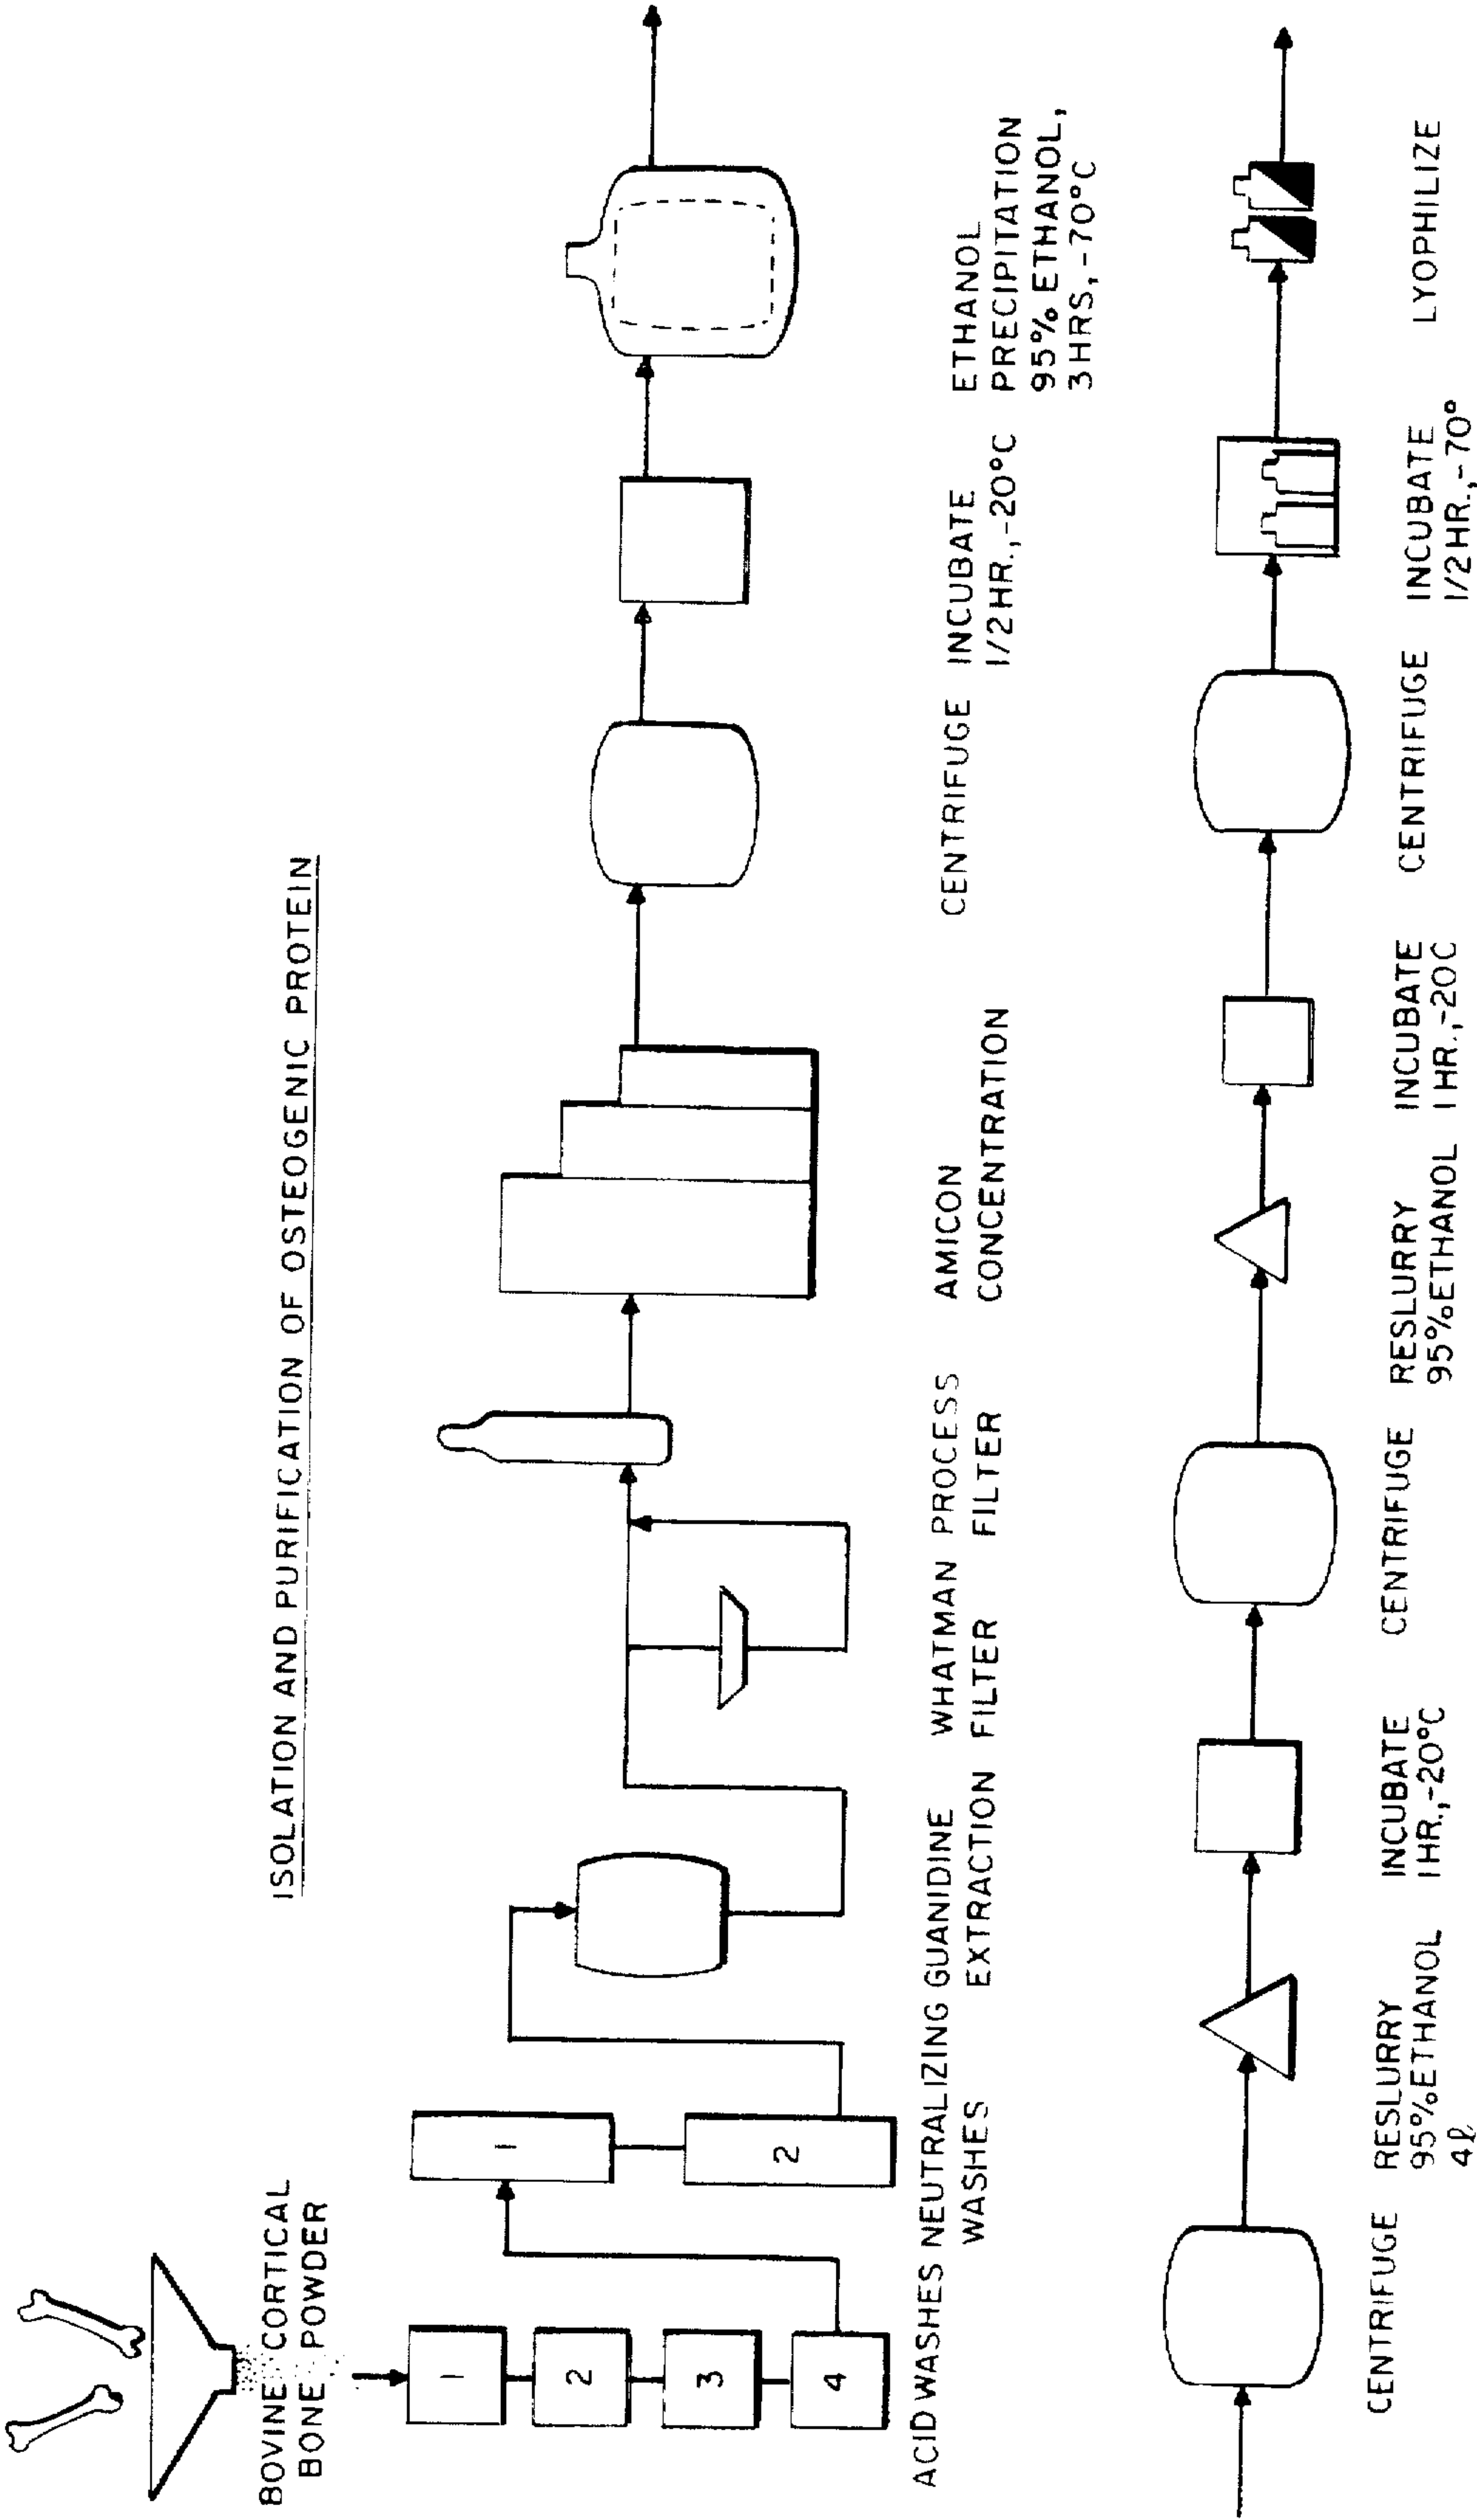 ISOLATION AND PURIFICATION OF OSTEOGENIC PROTEIN
BOVINE CORTICAL
BONE POWDER
1
2
3
4
1
2
ACID WASHES
NEUTRALIZING
WASHES
GUANIDINE
EXTRACTION
WHATMAN
FILTER
PROCESS
FILTER
AMICON
CONCENTRATION
CENTRIFUGE
INCUBATE
1/2 HR.,-20°C
ETHANOL
PRECIPITATION
95% ETHANOL,
3 HRS,-70°C
CENTRIFUGE
RESLURRY
95% ETHANOL
4ℓ
INCUBATE
1 HR.,-20°C
CENTRIFUGE
RESLURRY
95% ETHANOL
INCUBATE
1 HR.,-20C
CENTRIFUGE
INCUBATE
1/2 HR.,-70°
LYOPHILIZE